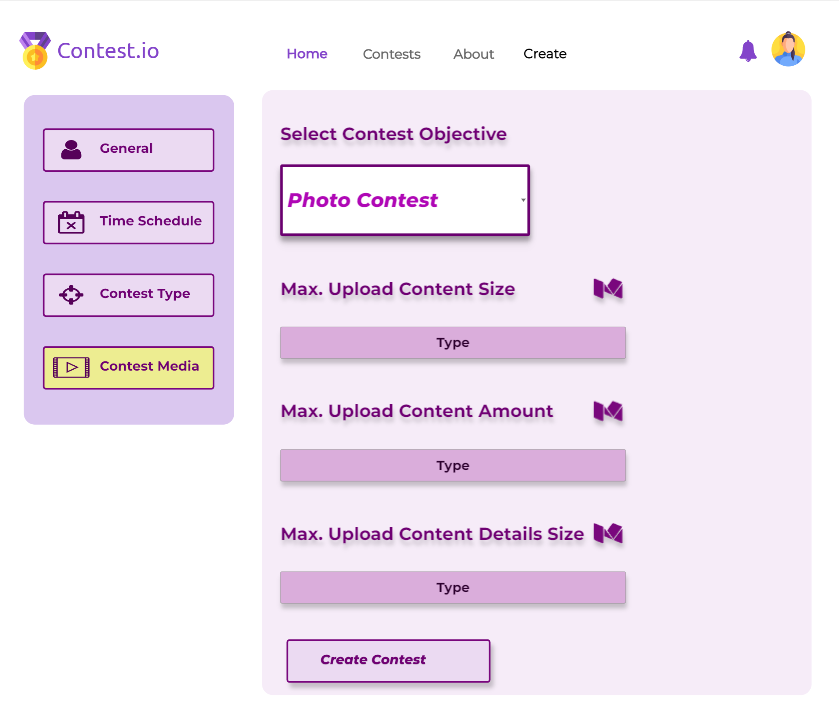 Contest.io
Home Contests About Create
General
Time Schedule
Contest Type
Contest Media
Select Contest Objective
Photo Contest
Max. Upload Content Size
Type
Max. Upload Content Amount
Type
Max. Upload Content Details Size
Type
Create Contest